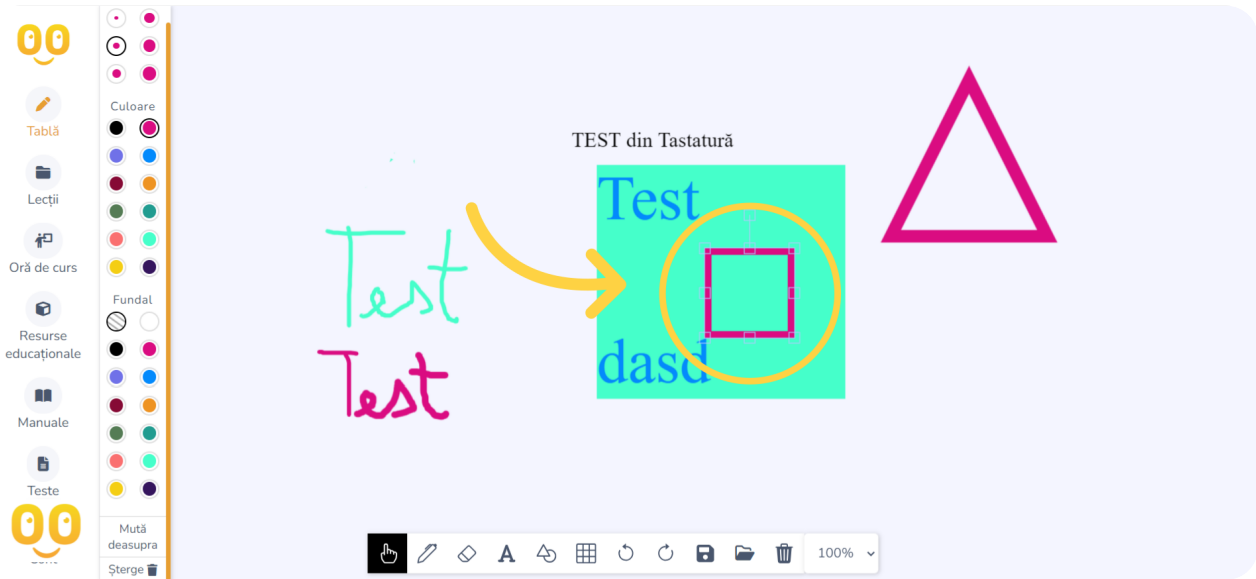 Tablă
Lecții
Oră de curs
Resurse
educaționale
Manuale
Teste
Culoare
Fundal
Mută
deasupra
Șterge
TEST din Tastatură
Test
dasd
Test
Test
100%